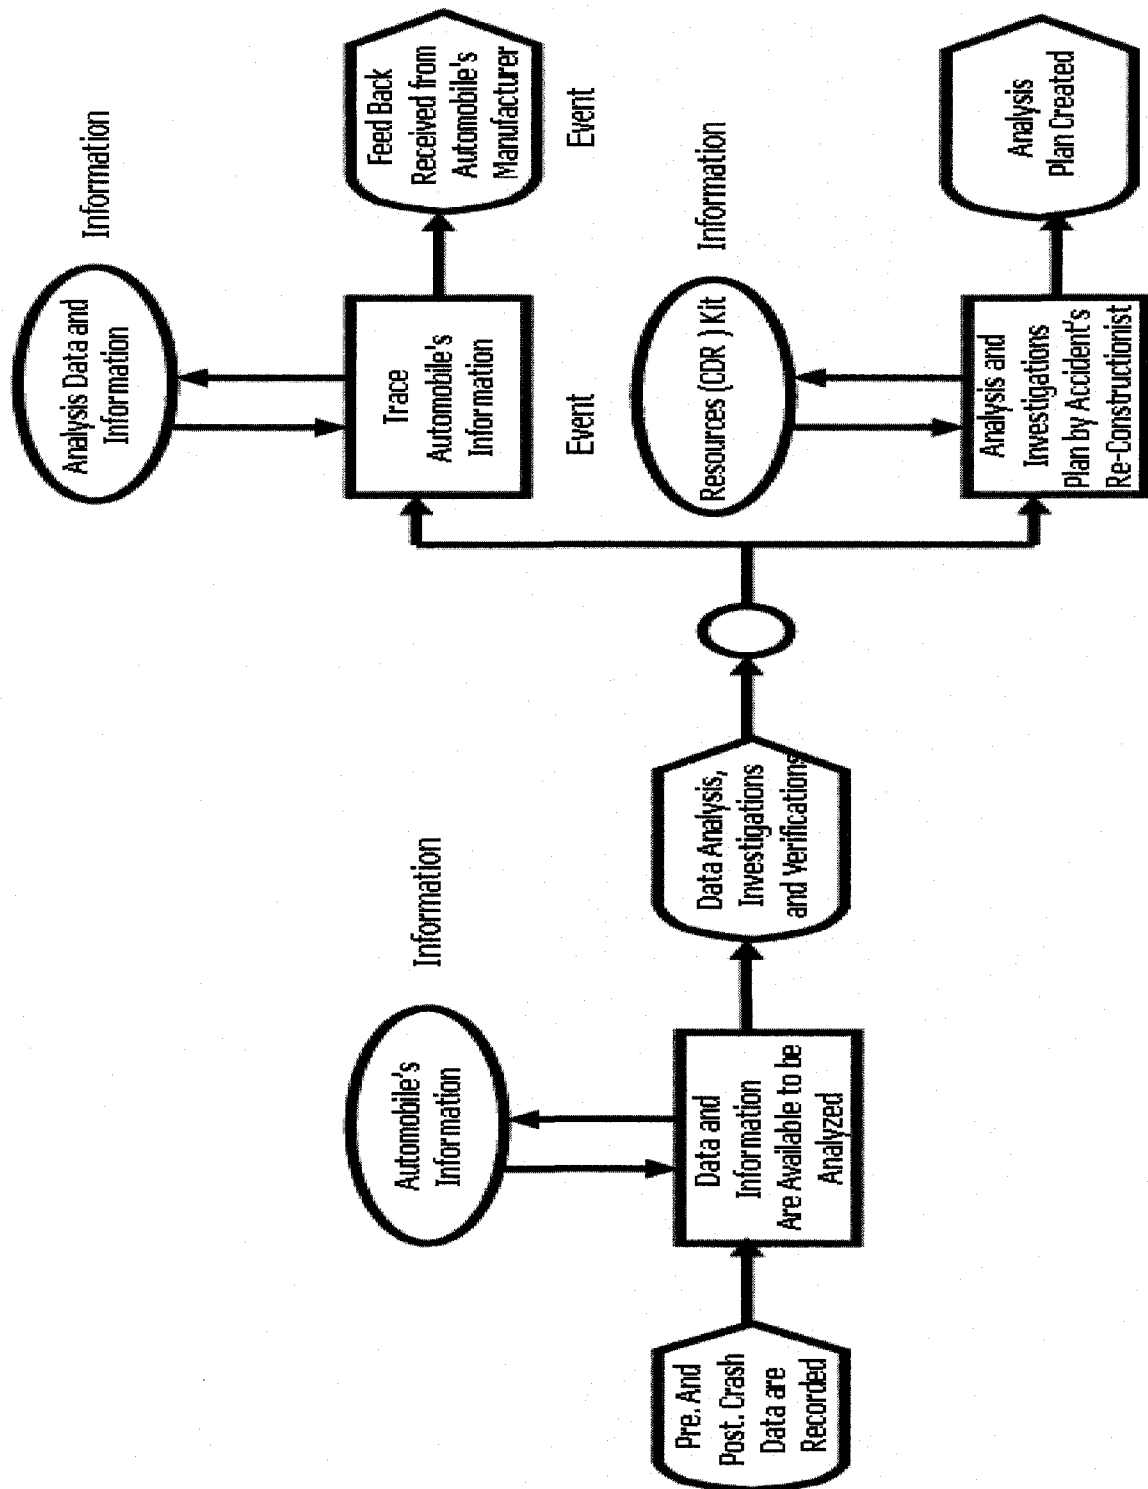 Pre. And
Post. Crash
Data are
Recorded
Automobile's
Information
Information
Data and
Information
Are Available to be
Analyzed
Data Analysis,
Investigations
and Verifications
Analysis Data and
Information
Information
Trace
Automobile's
Information
Event
Feed Back
Received from
Automobile's
Manufacturer
Event
Resources (CDR ) Kit
Information
Analysis and
Investigations
Plan by Accident's
Re-Constructionist
Analysis
Plan Created